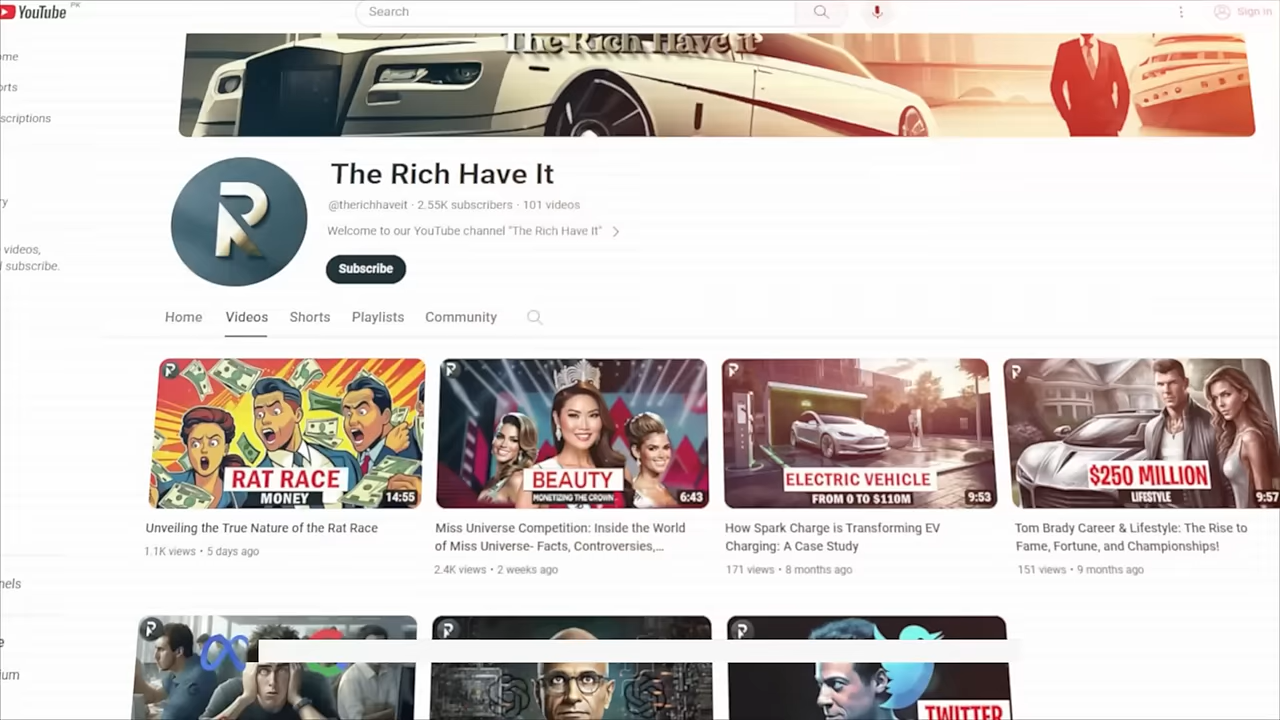 YouTube PK
Search
Sign in
The Rich Have it
ome
orts
scriptions
ry
videos,
d subscribe.
nels
e
ium
The Rich Have It
@therichhaveit · 2.55K subscribers · 101 videos
Welcome to our YouTube channel "The Rich Have It"
Subscribe
Home
Videos
Shorts
Playlists
Community
RAT RACE
MONEY
14:55
Unveiling the True Nature of the Rat Race
1.1K views • 5 days ago
BEAUTY
MONETIZING THE CROWN
6:43
Miss Universe Competition: Inside the World
of Miss Universe- Facts, Controversies,...
2.4K views • 2 weeks ago
ELECTRIC VEHICLE
FROM 0 TO $110M
9:53
How Spark Charge is Transforming EV
Charging: A Case Study
171 views • 8 months ago
$250 MILLION
LIFESTYLE
9:57
Tom Brady Career & Lifestyle: The Rise to
Fame, Fortune, and Championships!
151 views • 9 months ago
TWITTER